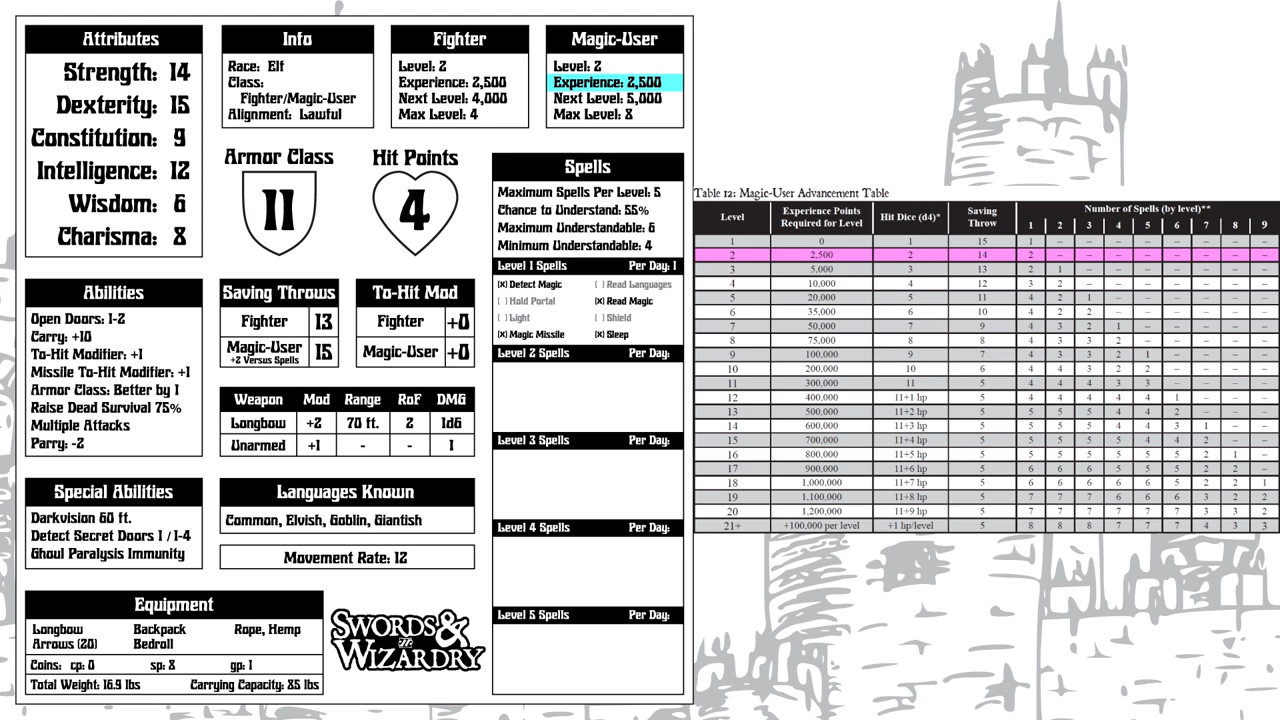 Attributes
Strength: 14
Dexterity: 15
Constitution: 9
Intelligence: 12
Wisdom: 6
Charisma: 8
Info
Race: Elf
Class:
Fighter/Magic-User
Alignment: Lawful
Fighter
Level: 2
Experience: 2,500
Next Level: 4,000
Max Level: 4
Magic-User
Level: 2
Experience: 2,500
Next Level: 5,000
Max Level: 8
Armor Class
11
Hit Points
4
Abilities
Open Doors: 1-2
Carry: +10
To-Hit Modifier: +1
Missile To-Hit Modifier: +1
Armor Class: Better by 1
Raise Dead Survival 75%
Multiple Attacks
Parry: -2
Saving Throws
Fighter 13
Magic-User 15
+2 Versus Spells
To-Hit Mod
Fighter +0
Magic-User +0
Weapon Mod Range RoF DMG
Longbow +2 70 ft. 2 1d6
Unarmed +1 - - 1
Special Abilities
Darkvision 60 ft.
Detect Secret Doors 1 / 1-4
Ghoul Paralysis Immunity
Languages Known
Common, Elvish, Goblin, Giantish
Movement Rate: 12
Equipment
Longbow Backpack Rope, Hemp
Arrows (20) Bedroll
Coins: cp: 0 sp: 8 gp: 1
Total Weight: 16.9 lbs Carrying Capacity: 85 lbs
SWORDS &
WIZARDRY
Spells
Maximum Spells Per Level: 5
Chance to Understand: 55%
Maximum Understandable: 6
Minimum Understandable: 4
Level 1 Spells Per Day: 1
(X) Detect Magic ( ) Read Languages
( ) Hold Portal (X) Read Magic
( ) Light ( ) Shield
(X) Magic Missile (X) Sleep
Level 2 Spells Per Day:
Level 3 Spells Per Day:
Level 4 Spells Per Day:
Level 5 Spells Per Day:
Table 12: Magic-User Advancement Table
Level Experience Points Required for Level Hit Dice (d4)* Saving Throw Number of Spells (by level)**
1 2 3 4 5 6 7 8 9
1 0 1 15 1 – – – – – – – –
2 2,500 2 14 2 – – – – – – – –
3 5,000 3 13 2 1 – – – – – – –
4 10,000 4 12 3 2 – – – – – – –
5 20,000 5 11 4 2 1 – – – – – –
6 35,000 6 10 4 2 2 – – – – – –
7 50,000 7 9 4 3 2 1 – – – – –
8 75,000 8 8 4 3 3 2 – – – – –
9 100,000 9 7 4 3 3 2 1 – – – –
10 200,000 10 6 4 4 3 2 2 – – – –
11 300,000 11 5 4 4 4 3 3 – – – –
12 400,000 11+1 hp 5 4 4 4 4 4 1 – – –
13 500,000 11+2 hp 5 5 5 5 4 4 2 – – –
14 600,000 11+3 hp 5 5 5 5 4 4 3 1 – –
15 700,000 11+4 hp 5 5 5 5 5 4 4 2 – –
16 800,000 11+5 hp 5 5 5 5 5 5 5 2 1 –
17 900,000 11+6 hp 5 6 6 6 5 5 5 2 2 –
18 1,000,000 11+7 hp 5 6 6 6 6 6 5 2 2 1
19 1,100,000 11+8 hp 5 7 7 7 6 6 6 3 2 2
20 1,200,000 11+9 hp 5 7 7 7 7 7 7 3 3 2
21+ +100,000 per level +1 hp/level 5 8 8 8 7 7 7 4 3 3